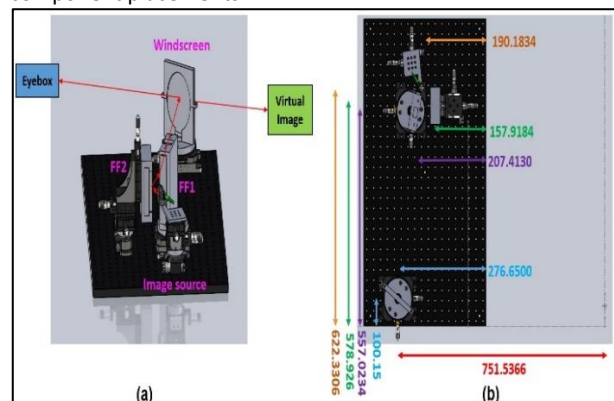 Windscreen
Eyebox
Virtual
Image
FF2
FF1
Image source
(a)
190.1834
157.9184
207.4130
276.6500
622.3306
578.926
557.0234
100.15
751.5366
(b)